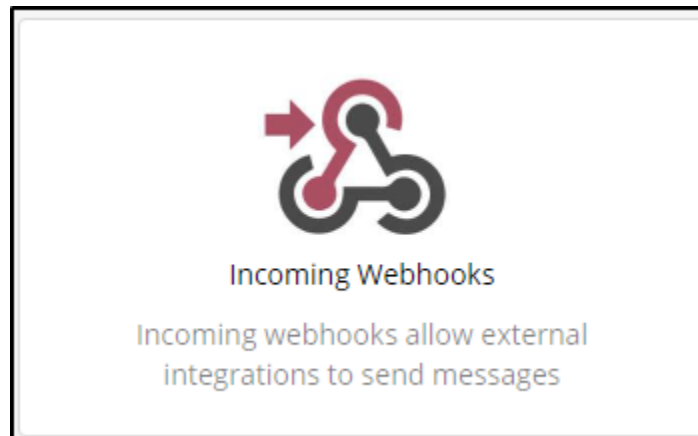 Incoming Webhooks
Incoming webhooks allow external
integrations to send messages